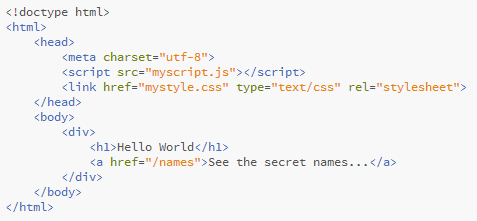 <!doctype html>
<html>
    <head>
        <meta charset="utf-8">
        <script src="myscript.js"></script>
        <link href="mystyle.css" type="text/css" rel="stylesheet">
    </head>
    <body>
        <div>
            <h1>Hello World</h1>
            <a href="/names">See the secret names...</a>
        </div>
    </body>
</html>